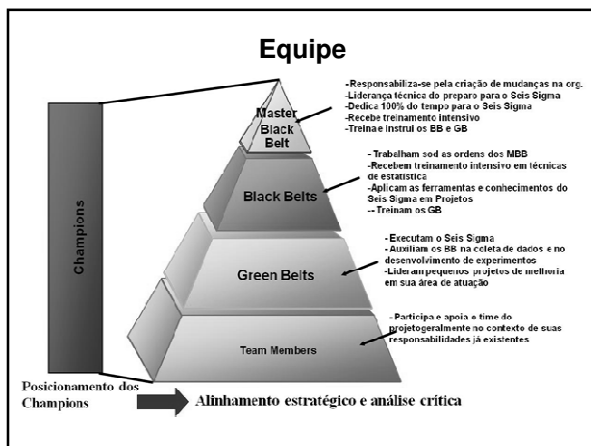 Equipe
- Responsabiliza-se pela criação de mudanças na org.
- Liderança técnica do preparo para o Seis Sigma
- Dedica 100% do tempo para o Seis Sigma
- Recebe treinamento intensivo
- Treina e instrui os BB e GB
Master
Black
Belt
- Trabalham sod as ordens dos MBB
- Recebem treinamento intensivo em técnicas
de estatística
- Aplicam as ferramentas e conhecimentos do
Seis Sigma em Projetos
-- Treinam os GB
Black Belts
Champions
- Executam o Seis Sigma
- Auxiliam os BB na coleta de dados e no
desenvolvimento de experimentos
- Lideram pequenos projetos de melhoria
em sua área de atuação
Green Belts
- Participa e apoia o time do
projetogeralmente no contexto de suas
responsabilidades já existentes
Team Members
Posicionamento dos
Champions
Alinhamento estratégico e análise crítica